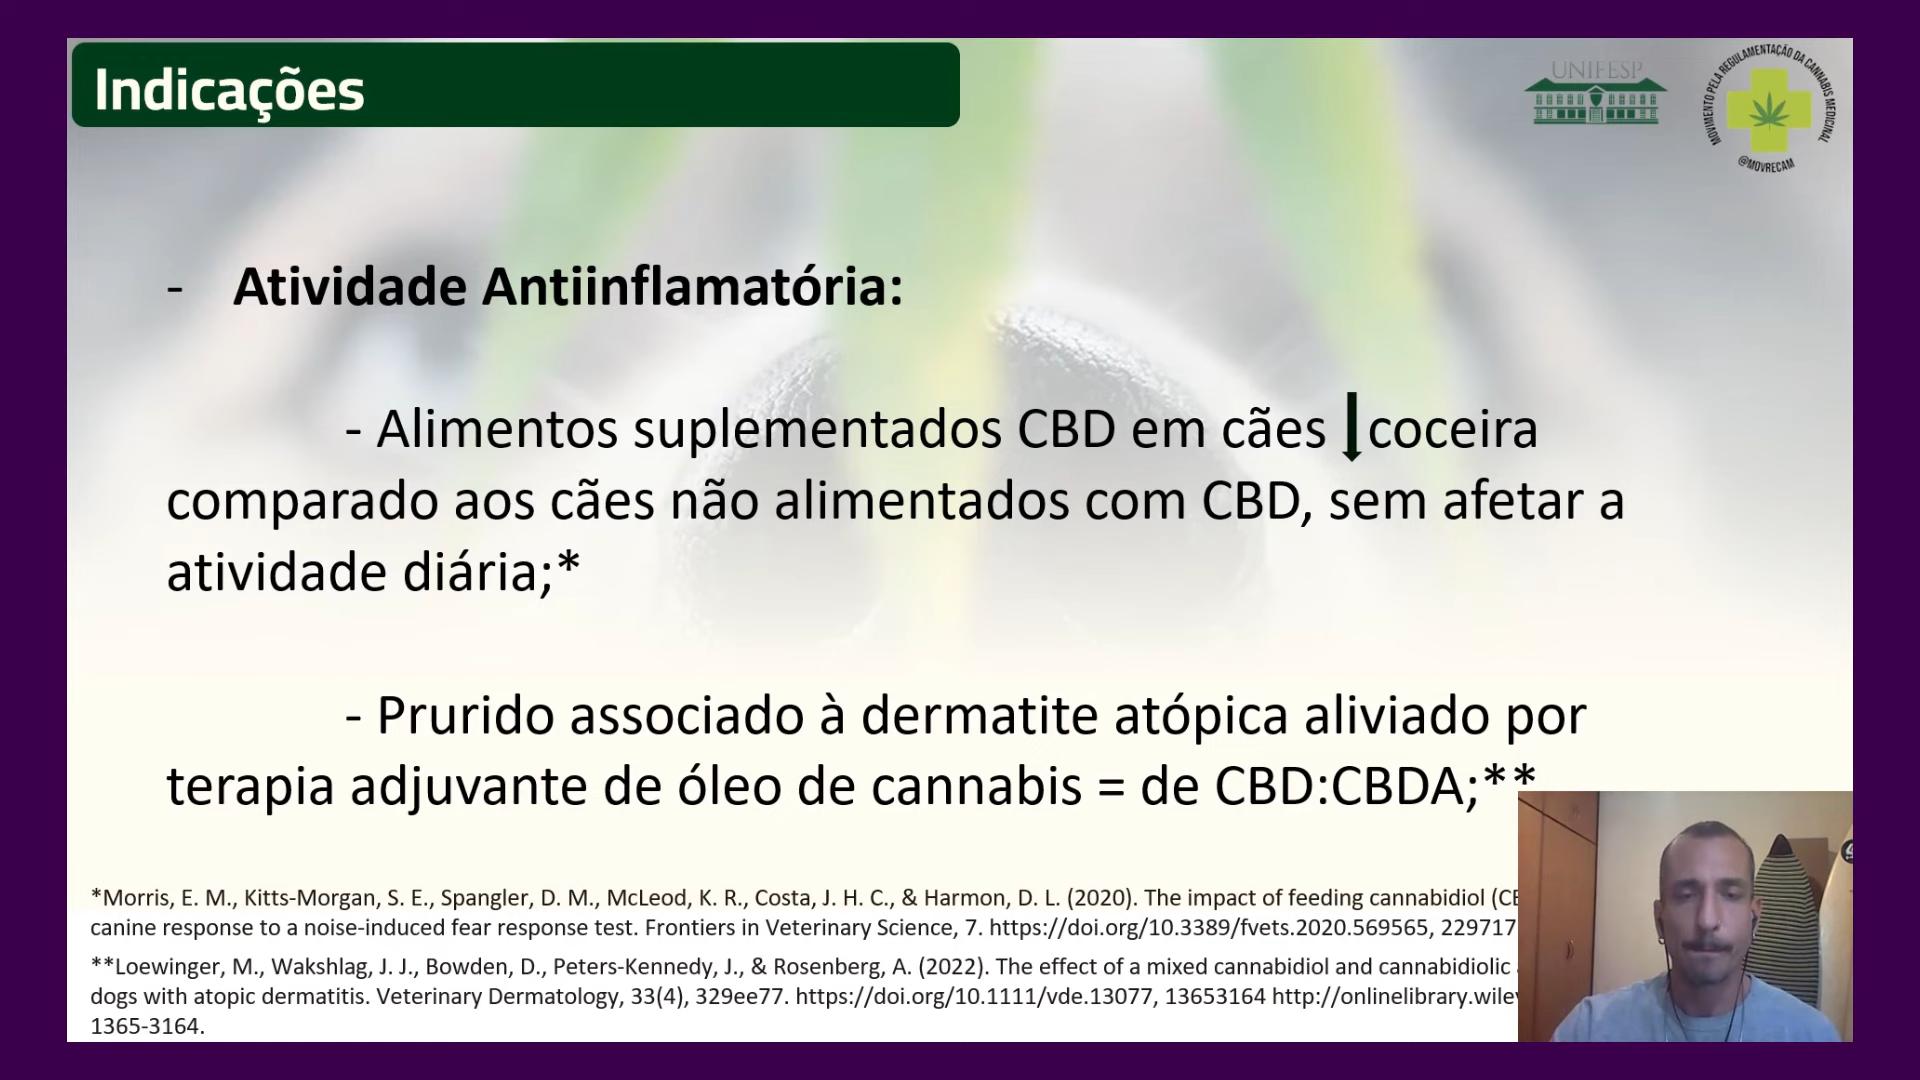 Indicações
UNIFESP
MOVIMENTO PELA REGULAMENTAÇÃO DA CANNABIS MEDICINAL
@MOVRECAM
- Atividade Antiinflamatória:
- Alimentos suplementados CBD em cães coceira
comparado aos cães não alimentados com CBD, sem afetar a
atividade diária;*
- Prurido associado à dermatite atópica aliviado por
terapia adjuvante de óleo de cannabis = de CBD:CBDA;**
*Morris, E. M., Kitts-Morgan, S. E., Spangler, D. M., McLeod, K. R., Costa, J. H. C., & Harmon, D. L. (2020). The impact of feeding cannabidiol
canine response to a noise-induced fear response test. Frontiers in Veterinary Science, 7. https://doi.org/10.3389/fvets.2020.569565, 229717
**Loewinger, M., Wakshlag, J. J., Bowden, D., Peters-Kennedy, J., & Rosenberg, A. (2022). The effect of a mixed cannabidiol and cannabidiolic
dogs with atopic dermatitis. Veterinary Dermatology, 33(4), 329ee77. https://doi.org/10.1111/vde.13077, 13653164 http://onlinelibrary.wiley
1365-3164.